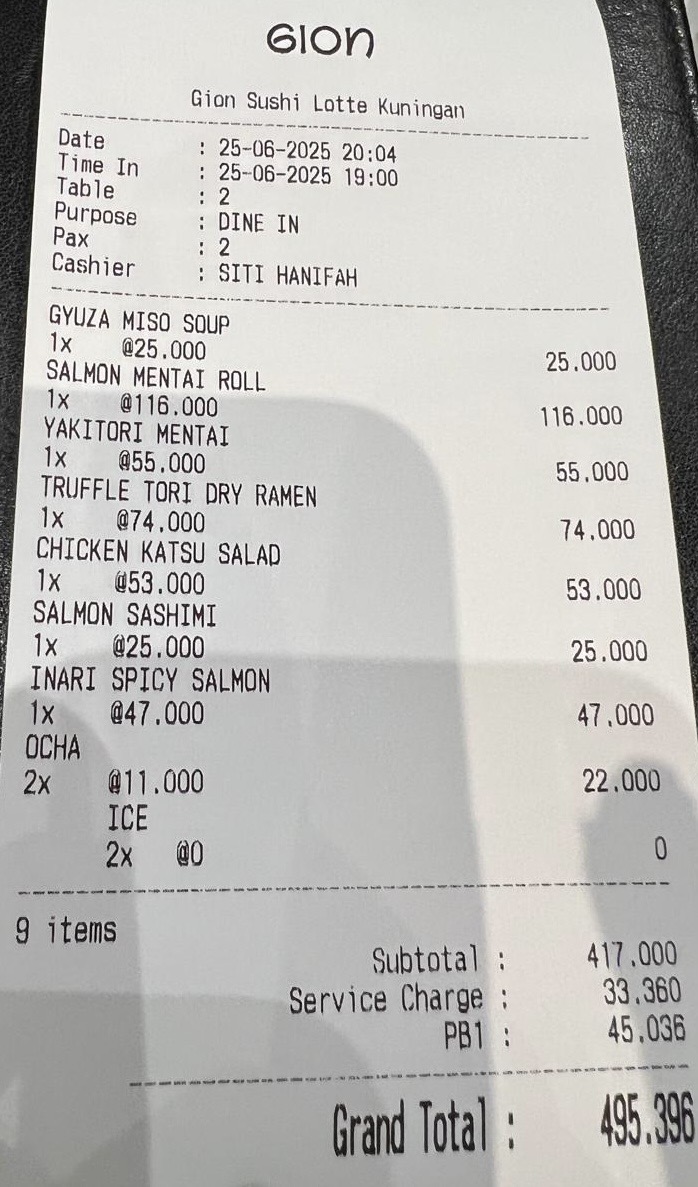 GION
Gion Sushi Lotte Kuningan
Date : 25-06-2025 20:04
Time In : 25-06-2025 19:00
Table : 2
Purpose : DINE IN
Pax : 2
Cashier : SITI HANIFAH
GYUZA MISO SOUP
1x @25.000 25.000
SALMON MENTAI ROLL
1x @116.000 116.000
YAKITORI MENTAI
1x @55.000 55.000
TRUFFLE TORI DRY RAMEN
1x @74.000 74.000
CHICKEN KATSU SALAD
1x @53.000 53.000
SALMON SASHIMI
1x @25.000 25.000
INARI SPICY SALMON
1x @47.000 47.000
OCHA
2x @11.000 22.000
ICE
2x @0 0
9 items
Subtotal : 417.000
Service Charge : 33.360
PB1 : 45.036
Grand Total : 495.396